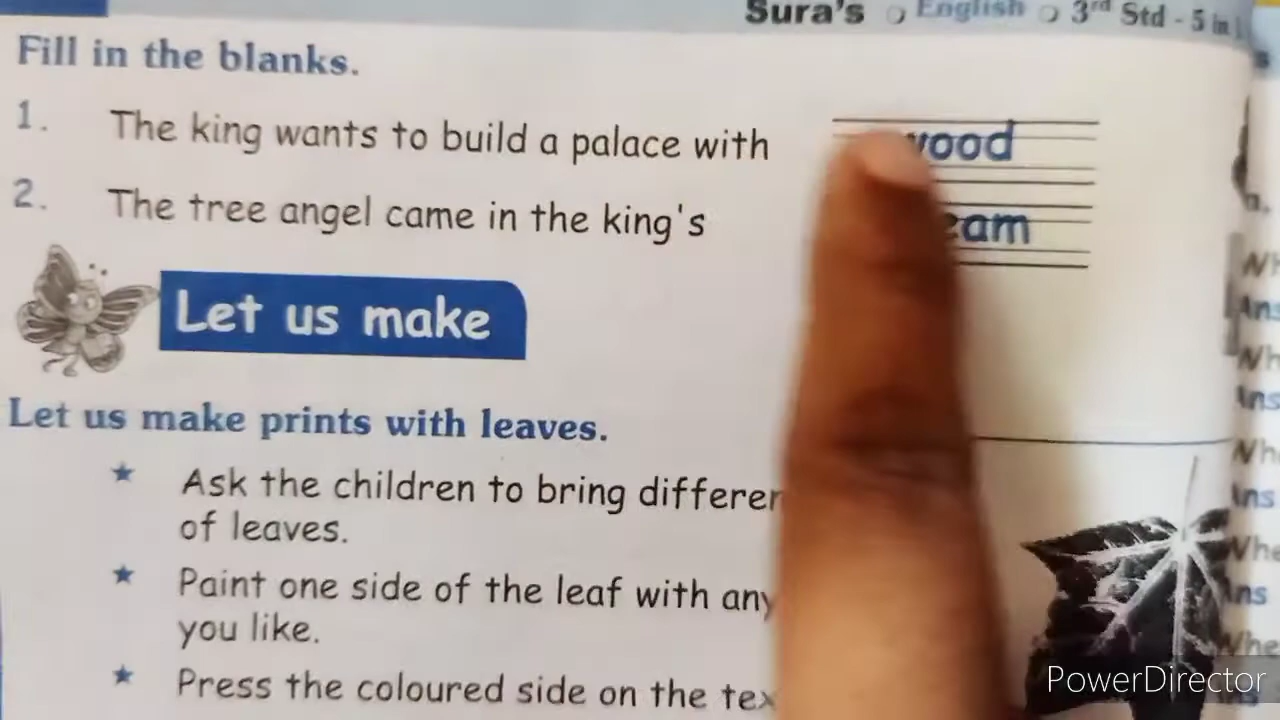 Sura's English 3rd Std - 5 in 1
Fill in the blanks.
1. The king wants to build a palace with wood
2. The tree angel came in the king's
Let us make
Let us make prints with leaves.
★ Ask the children to bring
of leaves.
★ Paint one side of the leaf with
you like.
★ Press the coloured side on the
PowerDirector